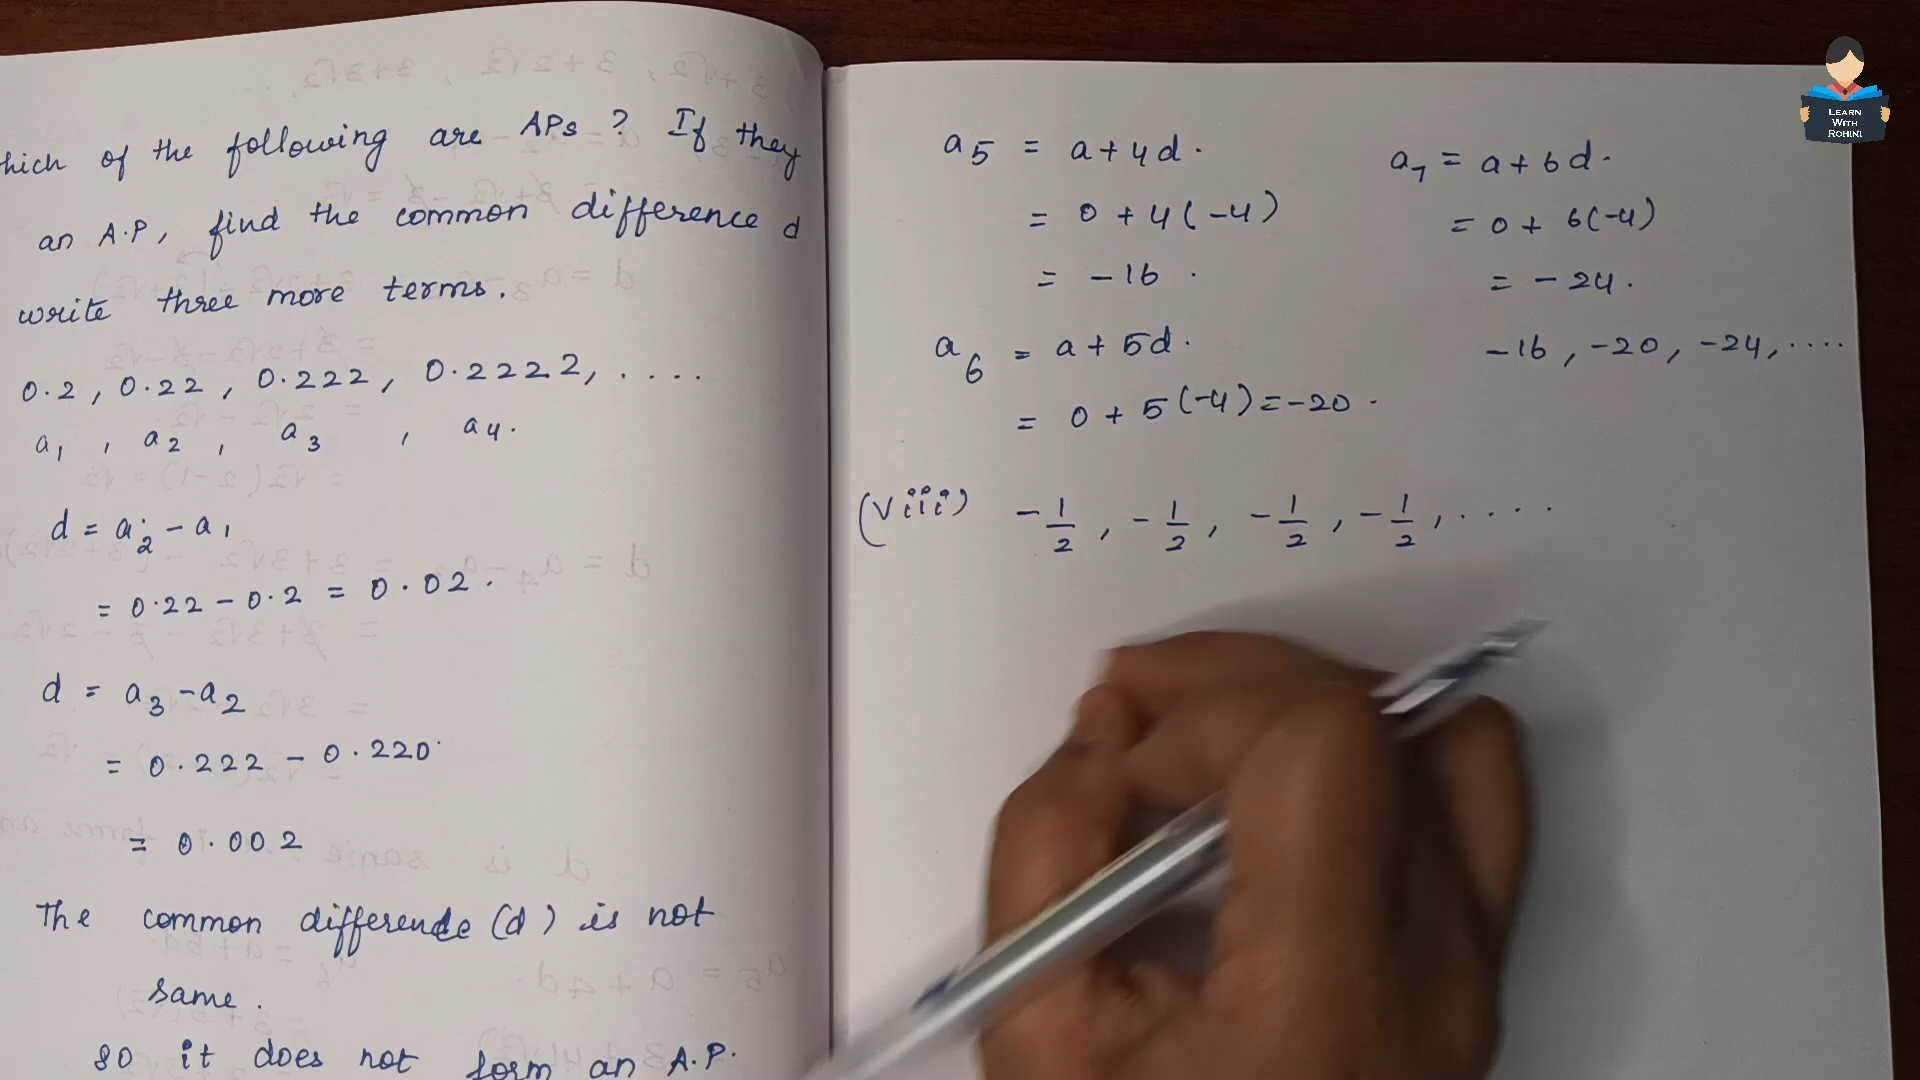 hich of the following are APs ? If they
an A.P, find the common difference d
write three more terms.
0.2, 0.22, 0.222, 0.2222, ....
a1, a2, a3, a4.
d = a2 - a1
= 0.22 - 0.2 = 0.02.
d = a3 - a2
= 0.222 - 0.220
= 0.002
The common difference (d) is not
same.
So it does not form an A.P.
a5 = a + 4d.
= 0 + 4(-4)
= -16.
a6 = a + 5d.
= 0 + 5(-4) = -20.
a7 = a + 6d.
= 0 + 6(-4)
= -24.
-16, -20, -24, ....
(viii) -1/2, -1/2, -1/2, -1/2, ....
LEARN
WITH
ROHINI